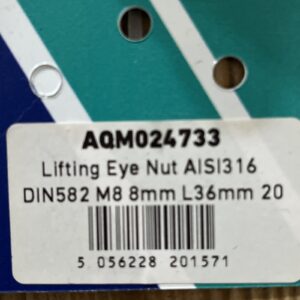 AQM024733
Lifting Eye Nut AISI316
DIN582 M8 8mm L36mm 20
5 056228 201571